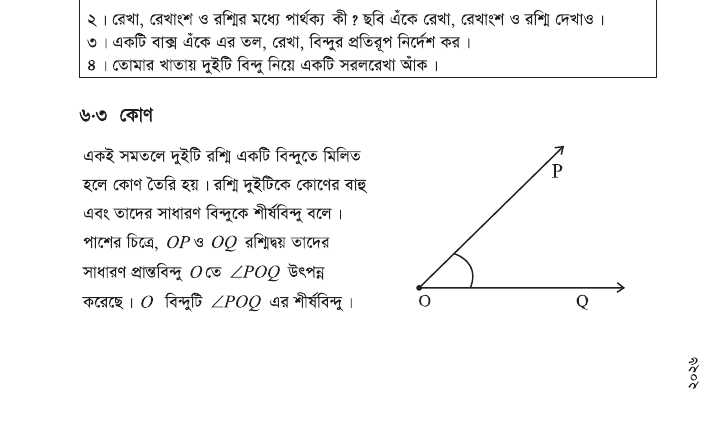 ২। রেখা, রেখাংশ ও রশ্মির মধ্যে পার্থক্য কী? ছবি এঁকে রেখা, রেখাংশ ও রশ্মি দেখাও।
৩। একটি বাক্স এঁকে এর তল, রেখা, বিন্দুর প্রতিরূপ নির্দেশ কর।
৪। তোমার খাতায় দুইটি বিন্দু নিয়ে একটি সরলরেখা আঁক।
৬·৩ কোণ
একই সমতলে দুইটি রশ্মি একটি বিন্দুতে মিলিত
হলে কোণ তৈরি হয়। রশ্মি দুইটিকে কোণের বাহু
এবং তাদের সাধারণ বিন্দুকে শীর্ষবিন্দু বলে।
পাশের চিত্রে, OP ও OQ রশ্মিদ্বয় তাদের
সাধারণ প্রান্তবিন্দু O তে ∠POQ উৎপন্ন
করেছে। O বিন্দুটি ∠POQ এর শীর্ষবিন্দু।
P
O Q
২০২৬